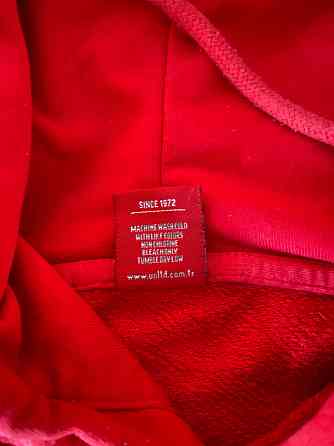 SINCE 1972
MACHINE WASH COLD
WITH LIKE COLORS
NON CHLORINE
BLEACH ONLY
TUMBLE DRY LOW